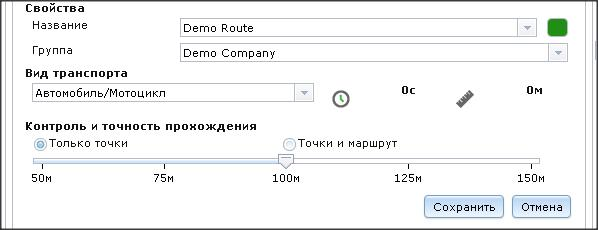 Свойства
Название Demo Route
Группа Demo Company
Вид транспорта
Автомобиль/Мотоцикл 0с 0м
Контроль и точность прохождения
Только точки Точки и маршрут
50м 75м 100м 125м 150м
Сохранить Отмена